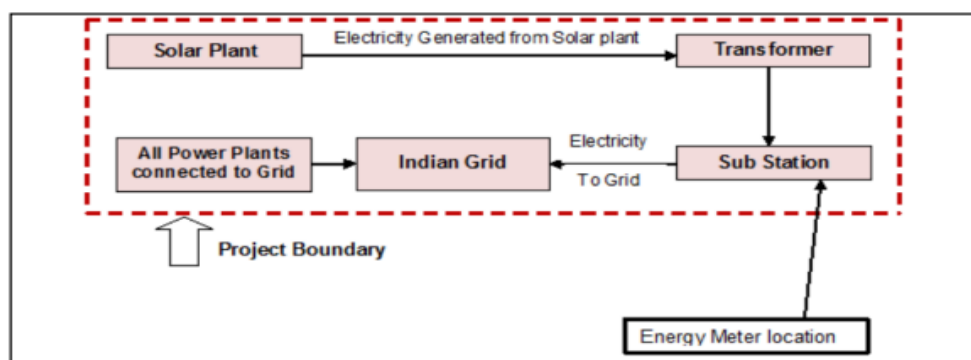 Solar Plant
Electricity Generated from Solar plant
Transformer
All Power Plants
connected to Grid
Indian Grid
Electricity
To Grid
Sub Station
Project Boundary
Energy Meter location